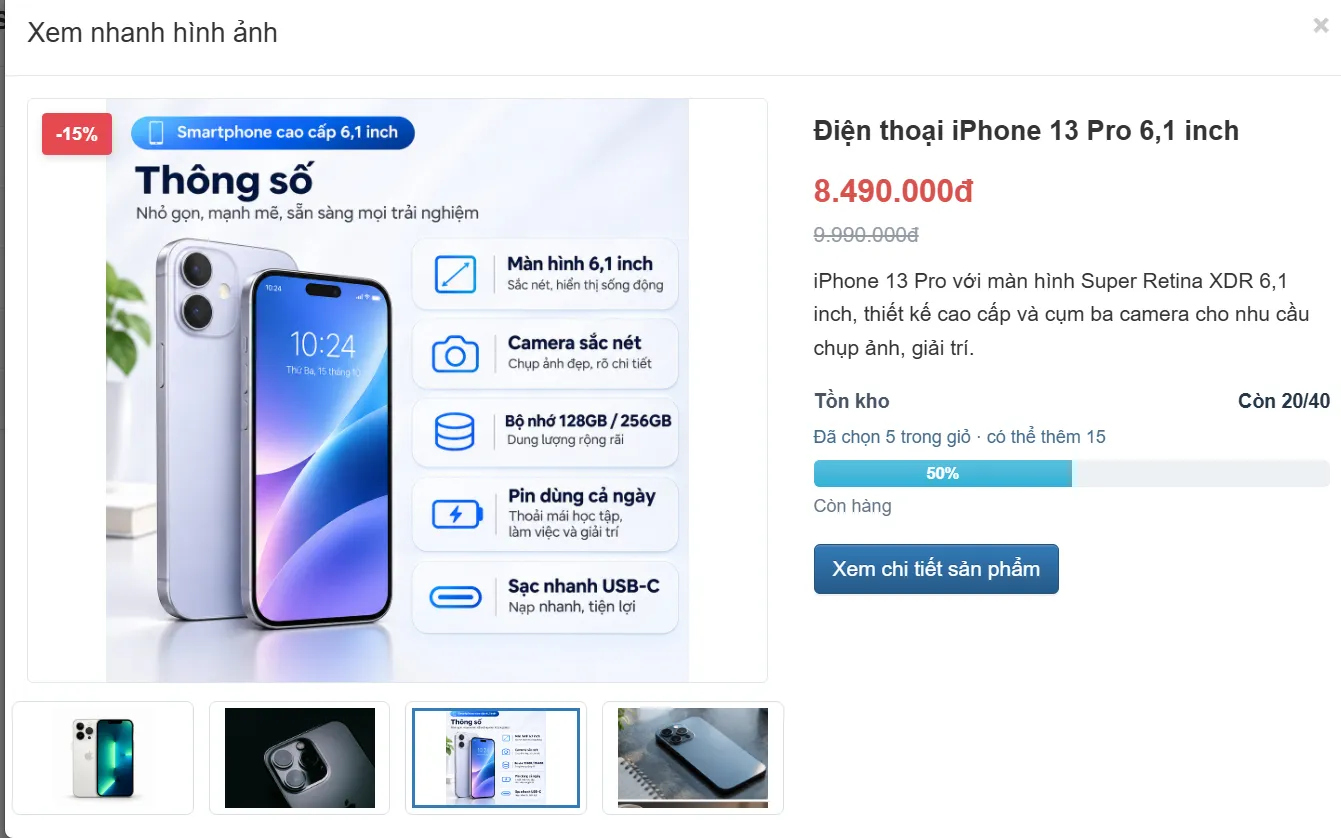 Xem nhanh hình ảnh
×
-15%
Smartphone cao cấp 6,1 inch
Thông số
Nhỏ gọn, mạnh mẽ, sẵn sàng mọi trải nghiệm
10:24
10:24
Thứ Ba, 15 tháng 10
Màn hình 6,1 inch
Sắc nét, hiển thị sống động
Camera sắc nét
Chụp ảnh đẹp, rõ chi tiết
Bộ nhớ 128GB / 256GB
Dung lượng rộng rãi
Pin dùng cả ngày
Thoải mái học tập,
làm việc và giải trí
Sạc nhanh USB-C
Nạp nhanh, tiện lợi
Điện thoại iPhone 13 Pro 6,1 inch
8.490.000đ
9.990.000đ
iPhone 13 Pro với màn hình Super Retina XDR 6,1
inch, thiết kế cao cấp và cụm ba camera cho nhu cầu
chụp ảnh, giải trí.
Tồn kho
Còn 20/40
Đã chọn 5 trong giỏ · có thể thêm 15
50%
Còn hàng
Xem chi tiết sản phẩm
Thông số